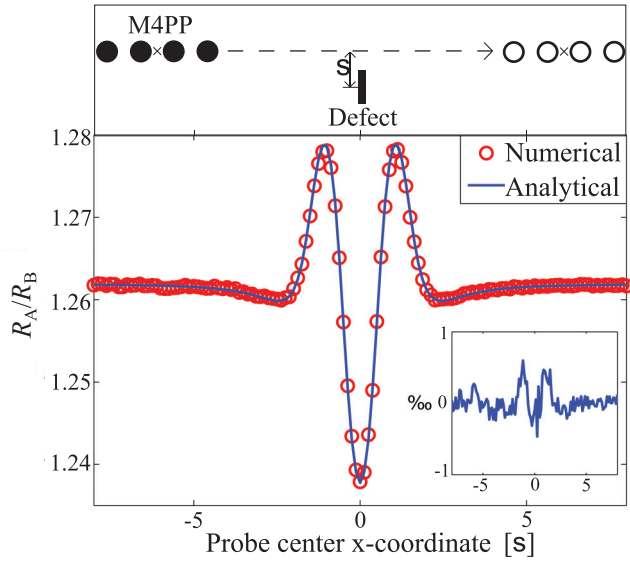 M4PP
S
Defect
1.28
1.27
1.26
1.25
1.24
R_A/R_B
Numerical
Analytical
1
‰ 0
-1
-5 0 5
-5 0 5
Probe center x-coordinate [s]